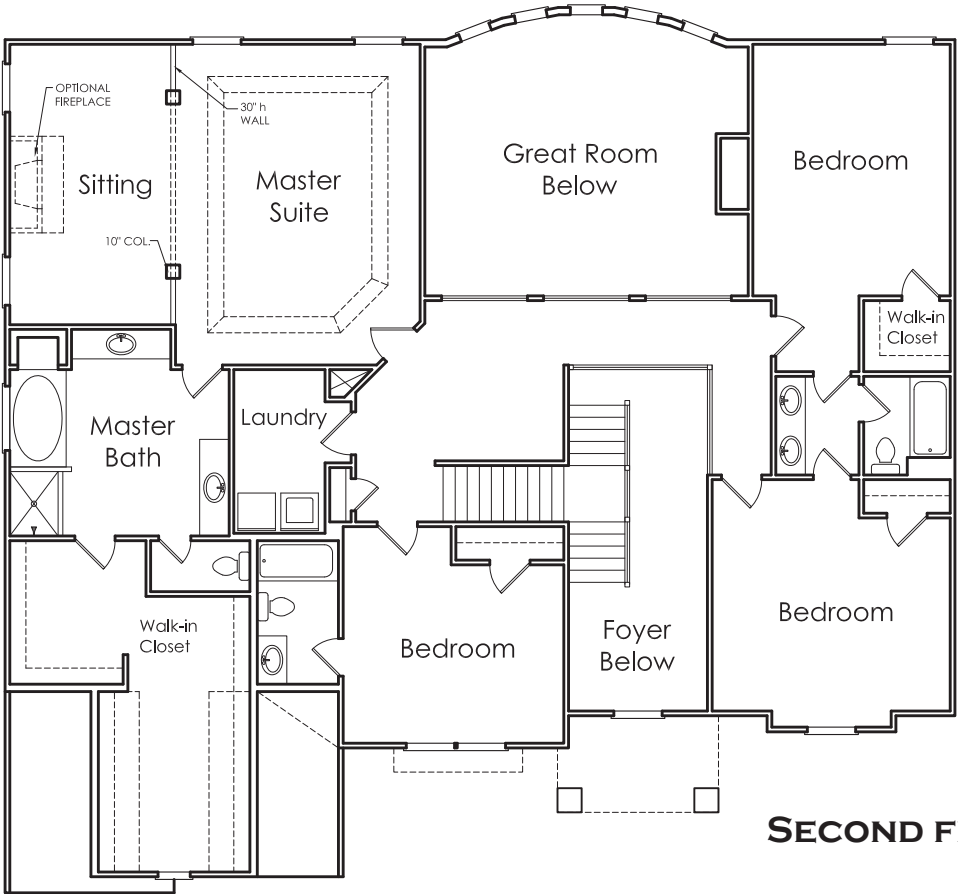 OPTIONAL
FIREPLACE
30" h
WALL
Sitting
Master
Suite
10" COL.
Great Room
Below
Bedroom
Walk-in
Closet
Master
Bath
Laundry
Walk-in
Closet
Bedroom
Foyer
Below
Bedroom
SECOND F